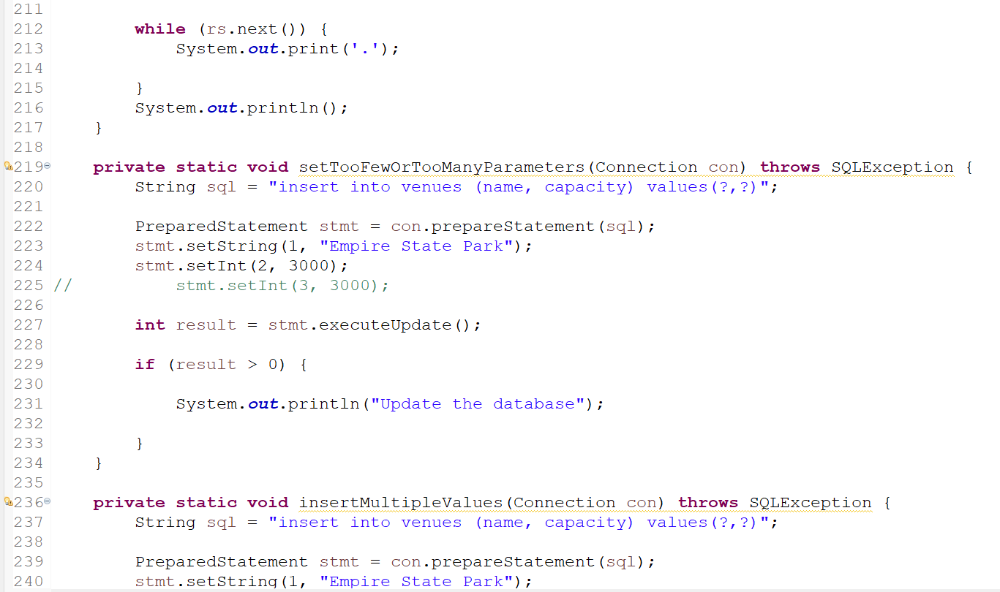 211
212         while (rs.next()) {
213             System.out.print('.');
214
215         }
216         System.out.println();
217     }
218
219     private static void setTooFewOrTooManyParameters(Connection con) throws SQLException {
220         String sql = "insert into venues (name, capacity) values(?,?)";
221
222         PreparedStatement stmt = con.prepareStatement(sql);
223         stmt.setString(1, "Empire State Park");
224         stmt.setInt(2, 3000);
225 //          stmt.setInt(3, 3000);
226
227         int result = stmt.executeUpdate();
228
229         if (result > 0) {
230
231             System.out.println("Update the database");
232
233         }
234     }
235
236     private static void insertMultipleValues(Connection con) throws SQLException {
237         String sql = "insert into venues (name, capacity) values(?,?)";
238
239         PreparedStatement stmt = con.prepareStatement(sql);
240         stmt.setString(1, "Empire State Park");